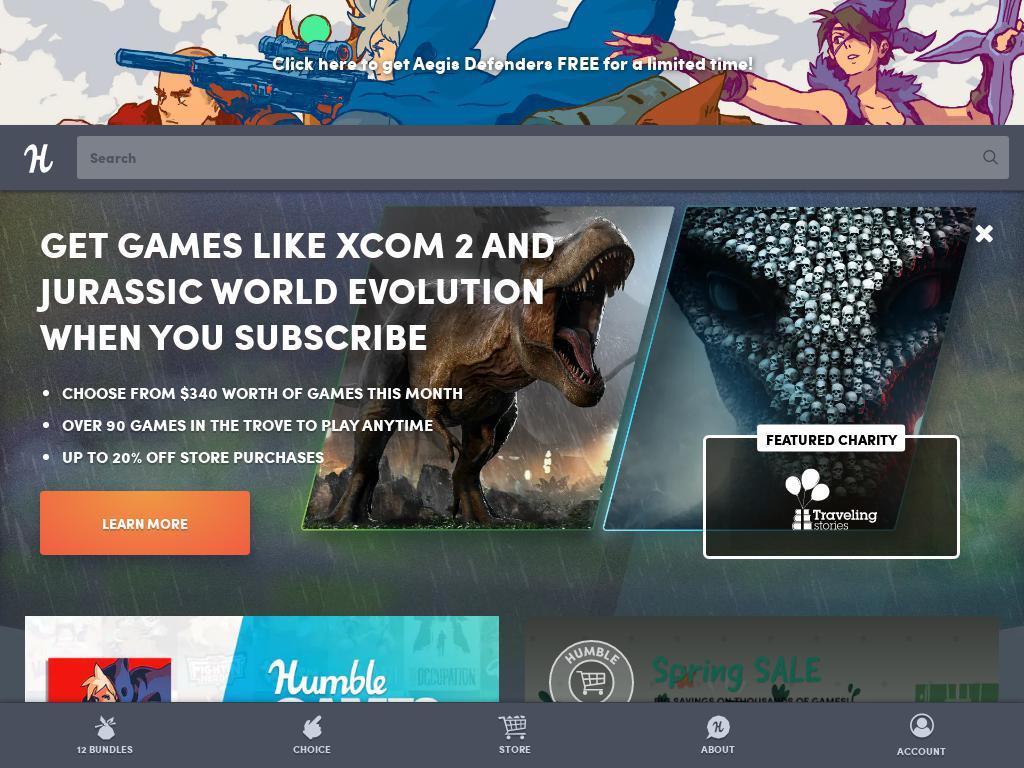 Click here to get Aegis Defenders FREE for a limited time!
H
Search
GET GAMES LIKE XCOM 2 AND
JURASSIC WORLD EVOLUTION
WHEN YOU SUBSCRIBE
CHOOSE FROM $340 WORTH OF GAMES THIS MONTH
OVER 90 GAMES IN THE TROVE TO PLAY ANYTIME
UP TO 20% OFF STORE PURCHASES
LEARN MORE
FEATURED CHARITY
Traveling
stories
Humble
OCCUPATION
HUMBLE
Spring SALE
SAVINGS ON THOUSANDS OF GAMES!
12 BUNDLES
CHOICE
STORE
H
ABOUT
ACCOUNT